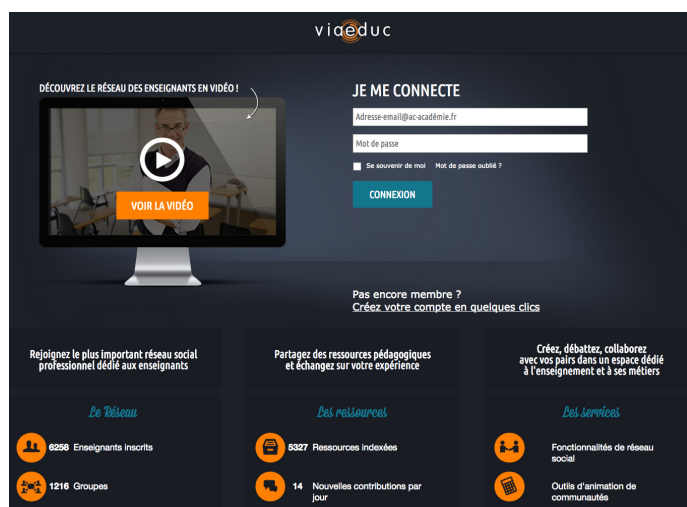 viaeduc
DÉCOUVREZ LE RÉSEAU DES ENSEIGNANTS EN VIDÉO !
VOIR LA VIDÉO
JE ME CONNECTE
Adresse-email@ac-académie.fr
Mot de passe
Se souvenir de moi Mot de passe oublié ?
CONNEXION
Pas encore membre ?
Créez votre compte en quelques clics
Rejoignez le plus important réseau social
professionnel dédié aux enseignants
Partagez des ressources pédagogiques
et échangez sur votre expérience
Créez, débattez, collaborez
avec vos pairs dans un espace dédié
à l'enseignement et à ses métiers
Le Réseau
6258 Enseignants inscrits
1216 Groupes
Les ressources
5327 Ressources indexées
14 Nouvelles contributions par
jour
Les services
Fonctionnalités de réseau
social
Outils d'animation de
communautés